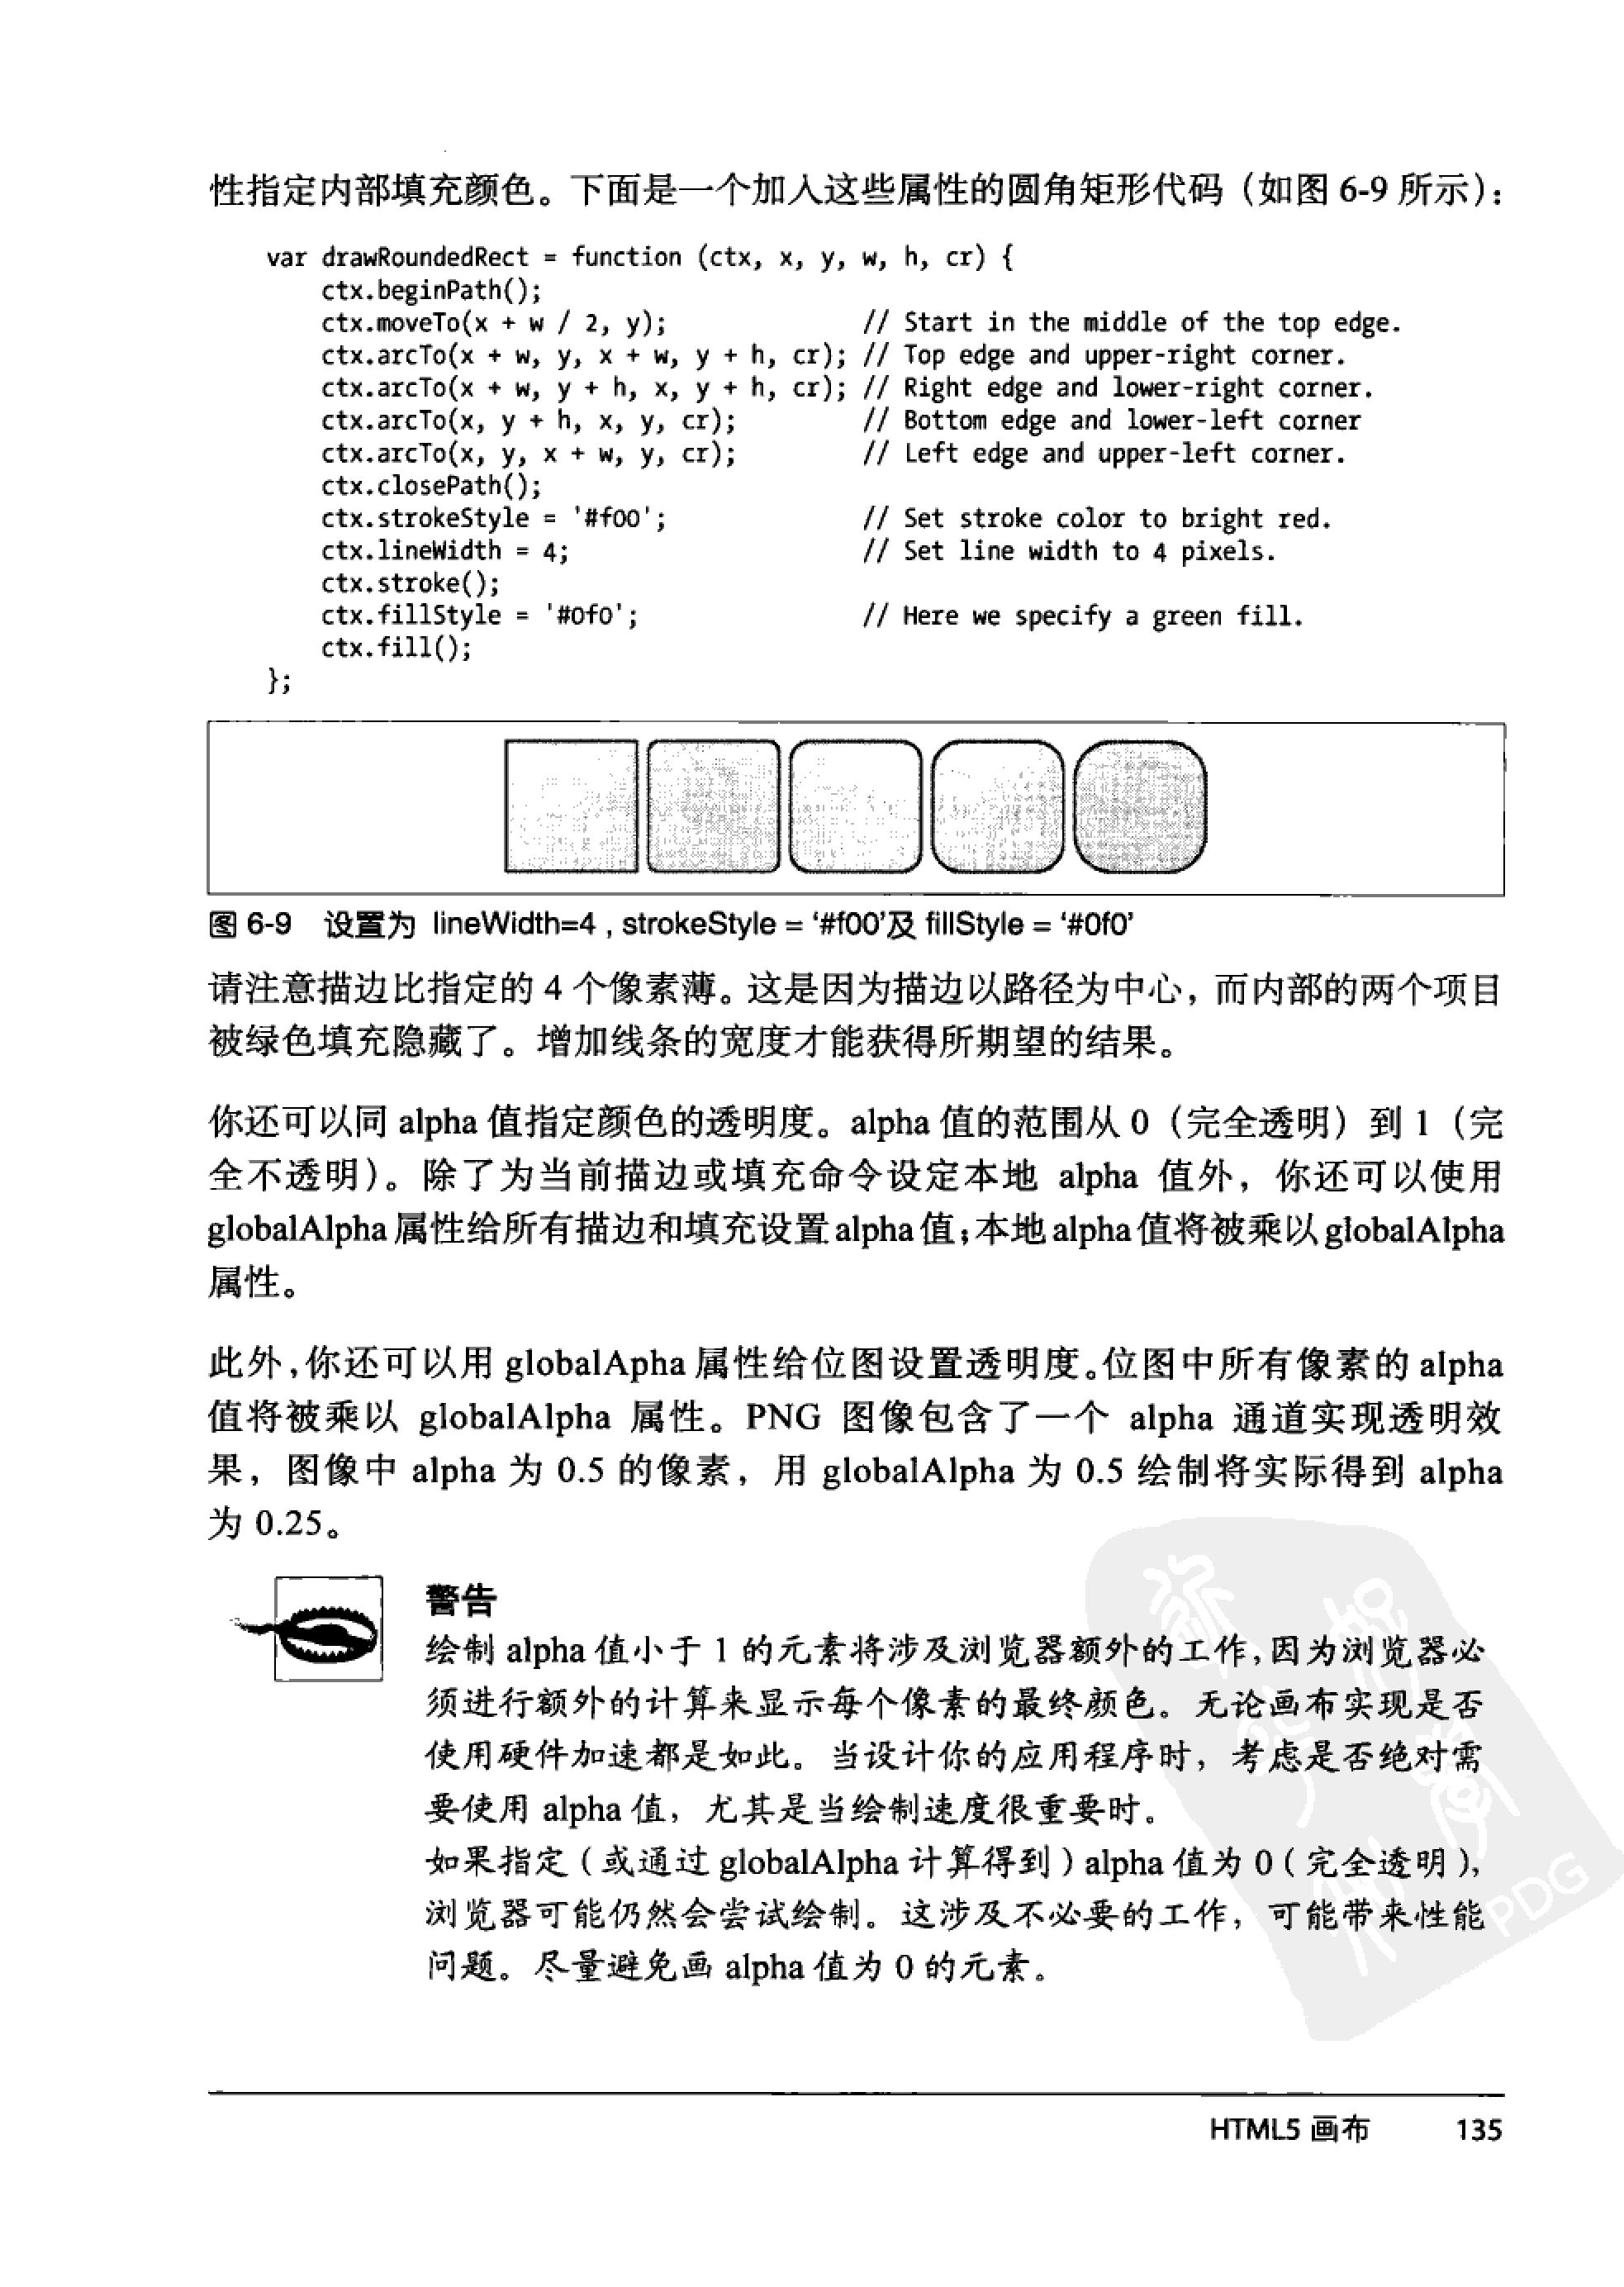 性指定内部填充颜色。下面是一个加入这些属性的圆角矩形代码（如图 6-9 所示）：
var drawRoundedRect = function (ctx, x, y, w, h, cr) {
    ctx.beginPath();
    ctx.moveTo(x + w / 2, y);              // Start in the middle of the top edge.
    ctx.arcTo(x + w, y, x + w, y + h, cr); // Top edge and upper-right corner.
    ctx.arcTo(x + w, y + h, x, y + h, cr); // Right edge and lower-right corner.
    ctx.arcTo(x, y + h, x, y, cr);         // Bottom edge and lower-left corner
    ctx.arcTo(x, y, x + w, y, cr);         // Left edge and upper-left corner.
    ctx.closePath();
    ctx.strokeStyle = '#f00';              // Set stroke color to bright red.
    ctx.lineWidth = 4;                     // Set line width to 4 pixels.
    ctx.stroke();
    ctx.fillStyle = '#0f0';                // Here we specify a green fill.
    ctx.fill();
};
图 6-9 设置为 lineWidth=4 , strokeStyle = ‘#f00’及 fillStyle = ‘#0f0’
请注意描边比指定的 4 个像素薄。这是因为描边以路径为中心，而内部的两个项目
被绿色填充隐藏了。增加线条的宽度才能获得所期望的结果。
你还可以同 alpha 值指定颜色的透明度。alpha 值的范围从 0（完全透明）到 1（完
全不透明）。除了为当前描边或填充命令设定本地 alpha 值外，你还可以使用
globalAlpha 属性给所有描边和填充设置 alpha 值；本地 alpha 值将被乘以 globalAlpha
属性。
此外，你还可以用 globalApha 属性给位图设置透明度。位图中所有像素的 alpha
值将被乘以 globalAlpha 属性。PNG 图像包含了一个 alpha 通道实现透明效
果，图像中 alpha 为 0.5 的像素，用 globalAlpha 为 0.5 绘制将实际得到 alpha
为 0.25。
警告
绘制 alpha 值小于 1 的元素将涉及浏览器额外的工作，因为浏览器必
须进行额外的计算来显示每个像素的最终颜色。无论画布实现是否
使用硬件加速都是如此。当设计你的应用程序时，考虑是否绝对需
要使用 alpha 值，尤其是当绘制速度很重要时。
如果指定（或通过 globalAlpha 计算得到）alpha 值为 0（完全透明），
浏览器可能仍然会尝试绘制。这涉及不必要的工作，可能带来性能
问题。尽量避免画 alpha 值为 0 的元素。
PDG
HTML5 画布 135